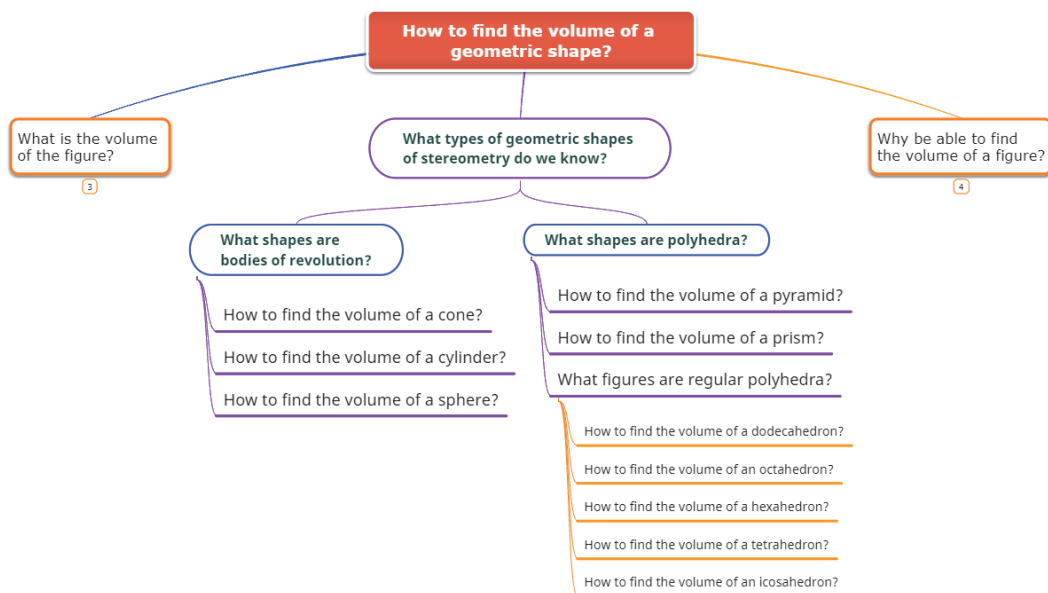 How to find the volume of a
geometric shape?
What is the volume
of the figure?
3
What types of geometric shapes
of stereometry do we know?
Why be able to find
the volume of a figure?
4
What shapes are
bodies of revolution?
How to find the volume of a cone?
How to find the volume of a cylinder?
How to find the volume of a sphere?
What shapes are polyhedra?
How to find the volume of a pyramid?
How to find the volume of a prism?
What figures are regular polyhedra?
How to find the volume of a dodecahedron?
How to find the volume of an octahedron?
How to find the volume of a hexahedron?
How to find the volume of a tetrahedron?
How to find the volume of an icosahedron?